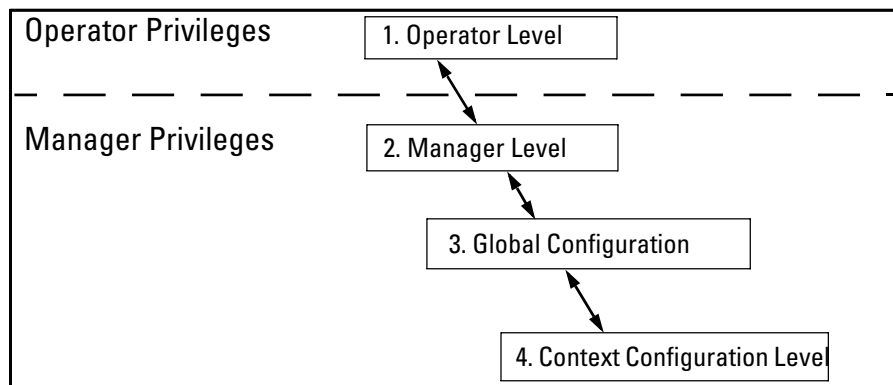 Operator Privileges
1. Operator Level
Manager Privileges
2. Manager Level
3. Global Configuration
4. Context Configuration Level